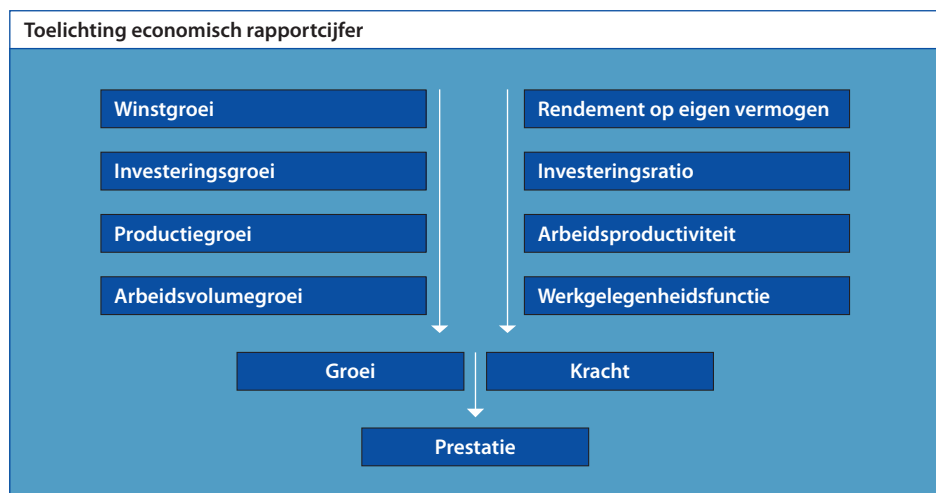 Toelichting economisch rapportcijfer
Winstgroei
Rendement op eigen vermogen
Investeringsgroei
Investeringsratio
Productiegroei
Arbeidsproductiviteit
Arbeidsvolumegroei
Werkgelegenheidsfunctie
Groei
Kracht
Prestatie